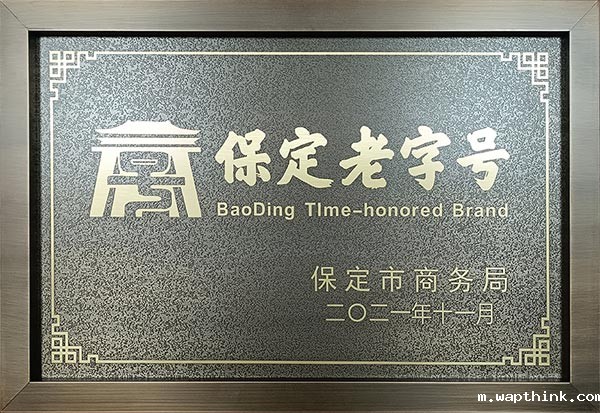 保定老字号
BaoDing TIme-honored Brand
保定市商务局
二〇二一年十一月
m.wapthink.com